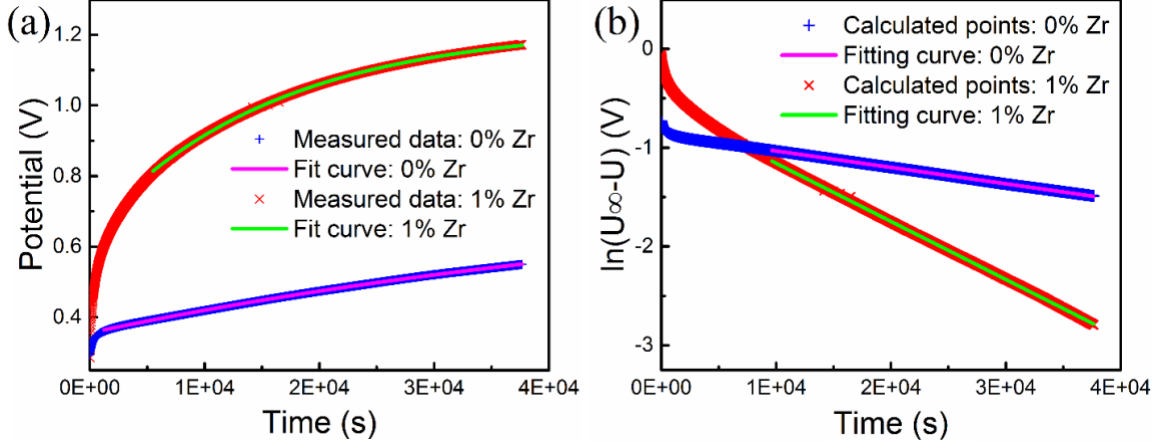 (a)
1.2
1.0
0.8
0.6
0.4
Potential (V)
+ Measured data: 0% Zr
Fit curve: 0% Zr
× Measured data: 1% Zr
Fit curve: 1% Zr
0E+00 1E+04 2E+04 3E+04 4E+04
Time (s)
(b)
0
-1
-2
-3
ln(U∞-U) (V)
+ Calculated points: 0% Zr
Fitting curve: 0% Zr
× Calculated points: 1% Zr
Fitting curve: 1% Zr
0E+00 1E+04 2E+04 3E+04 4E+04
Time (s)